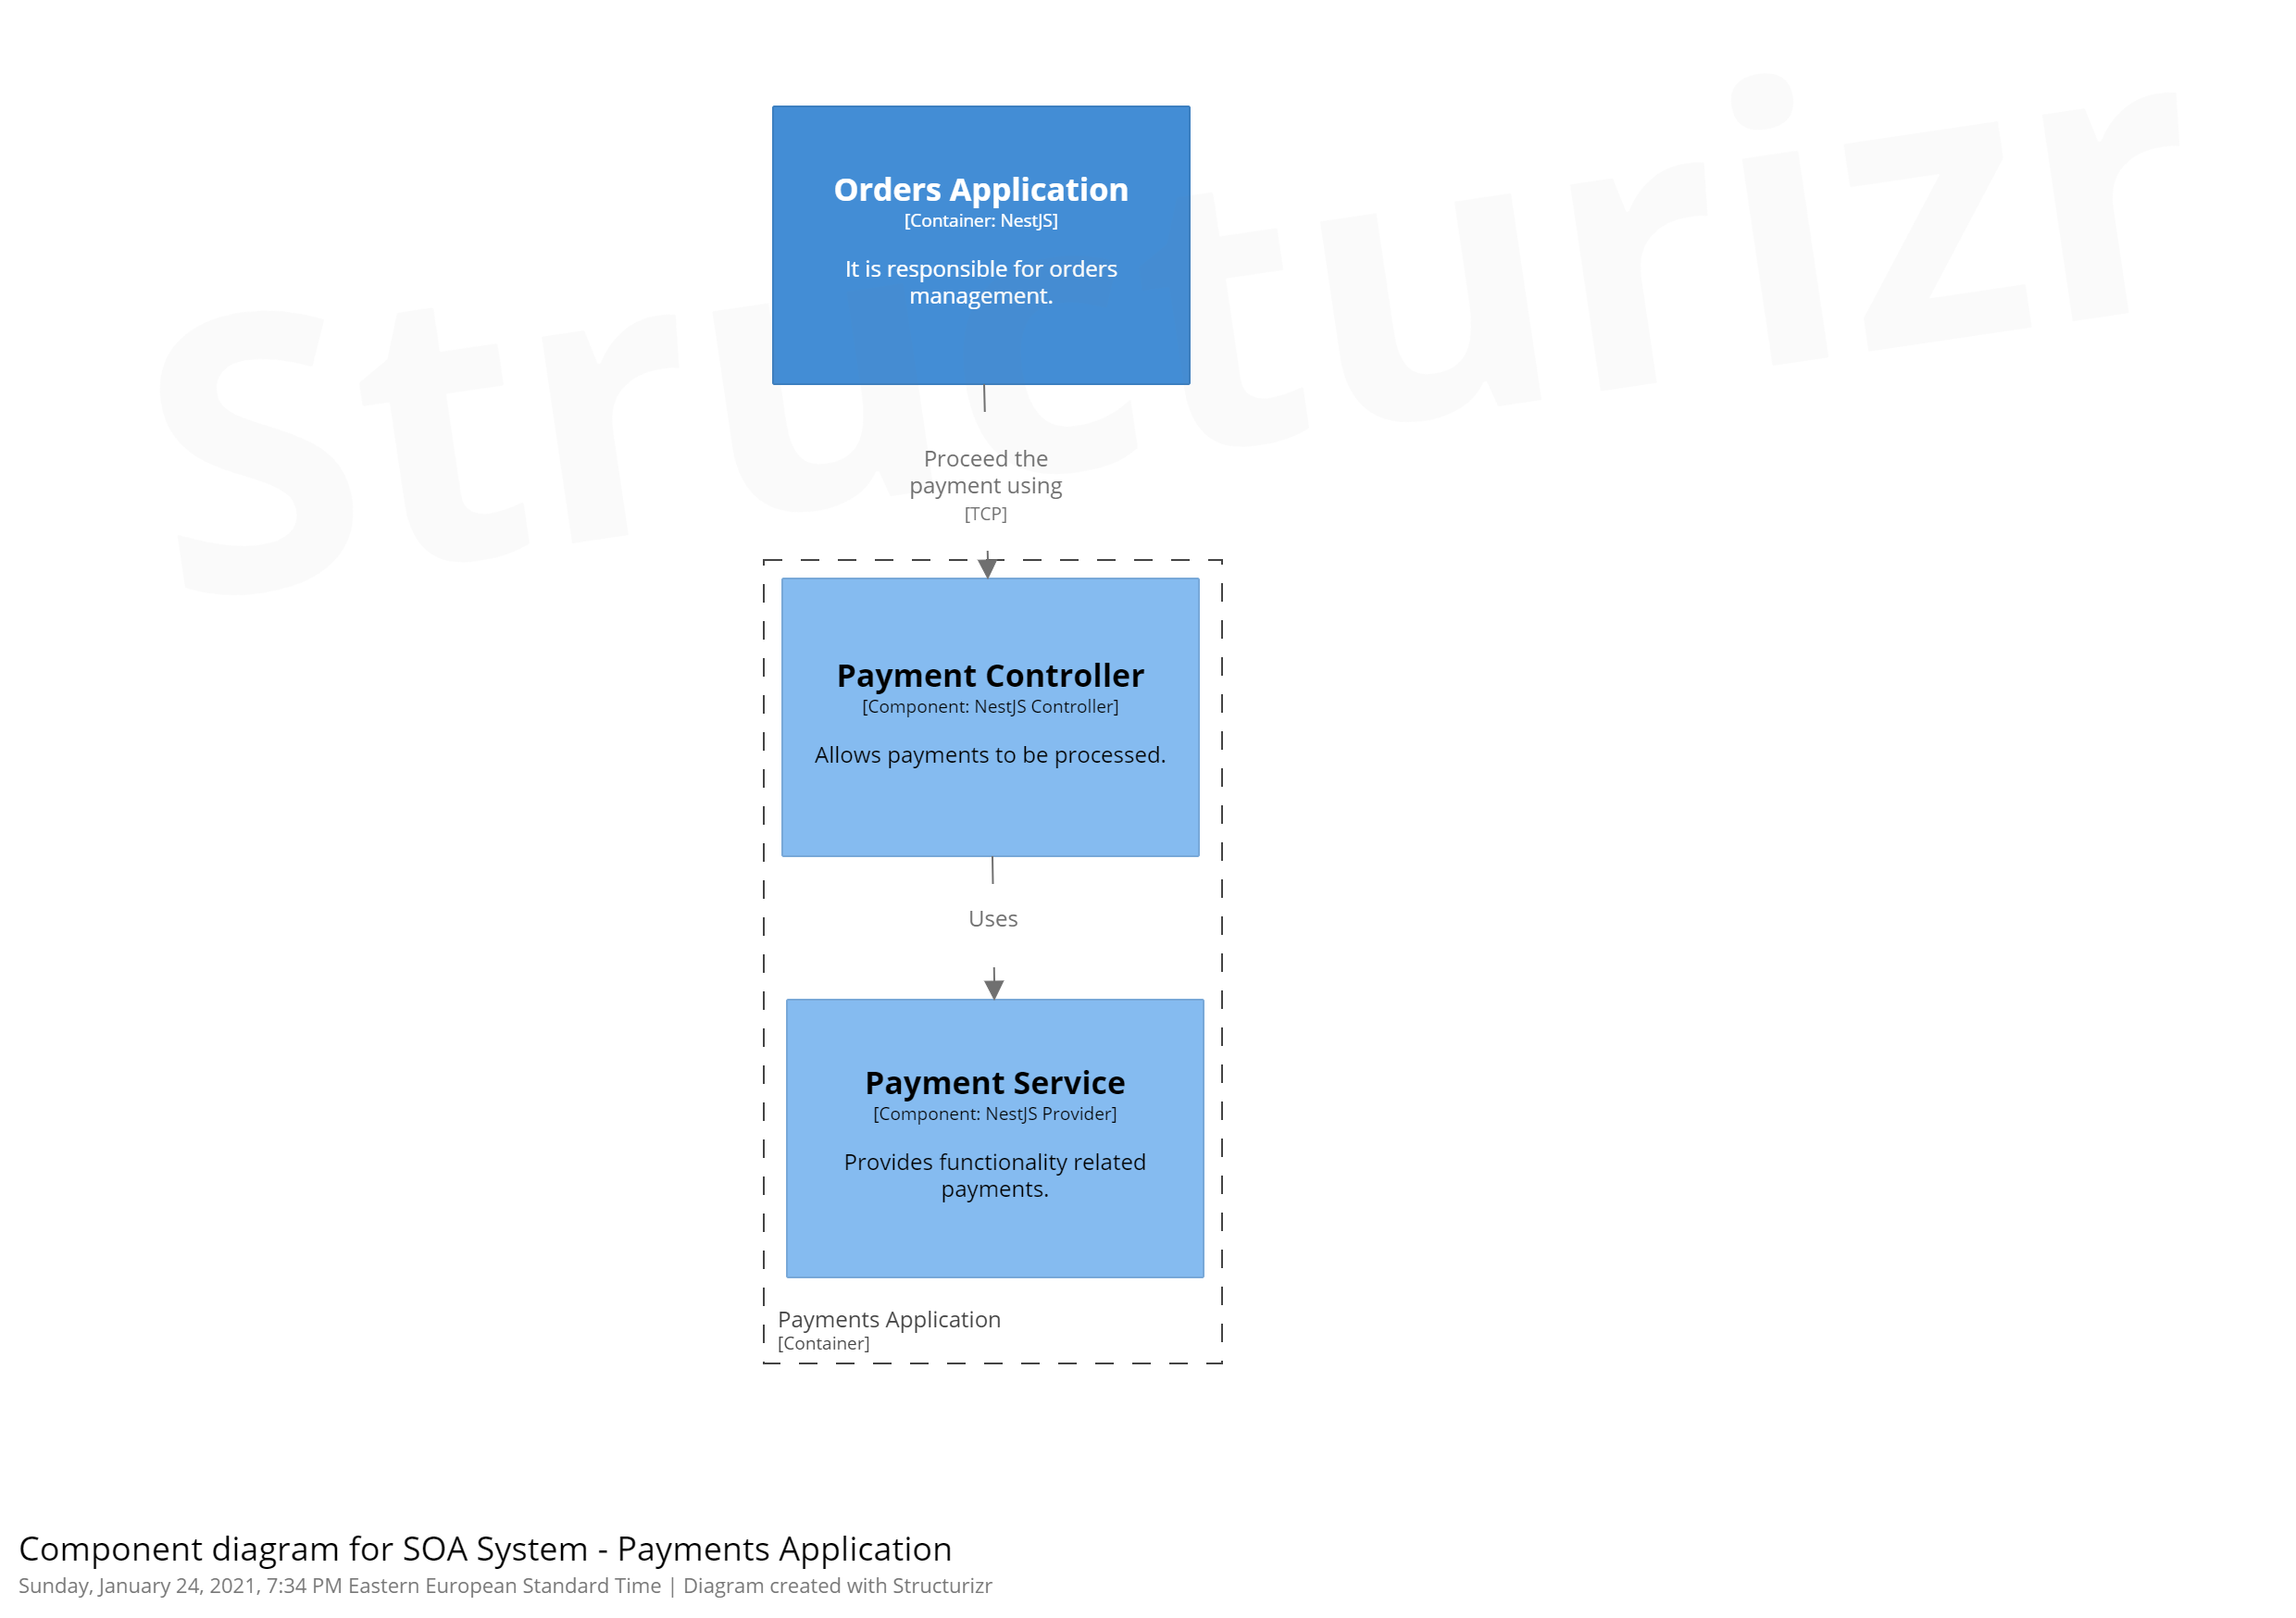 Structurizr
Orders Application
[Container: NestJS]
It is responsible for orders
management.
Proceed the
payment using
[TCP]
Payment Controller
[Component: NestJS Controller]
Allows payments to be processed.
Uses
Payment Service
[Component: NestJS Provider]
Provides functionality related
payments.
Payments Application
[Container]
Component diagram for SOA System - Payments Application
Sunday, January 24, 2021, 7:34 PM Eastern European Standard Time | Diagram created with Structurizr